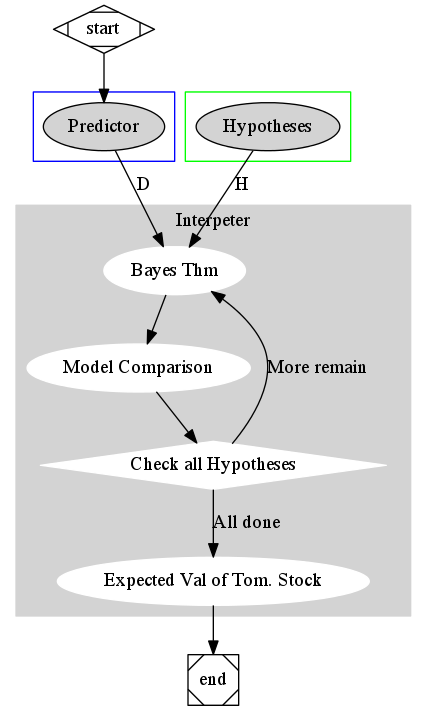 start
Predictor
Hypotheses
D
H
Interpeter
Bayes Thm
Model Comparison
More remain
Check all Hypotheses
All done
Expected Val of Tom. Stock
end